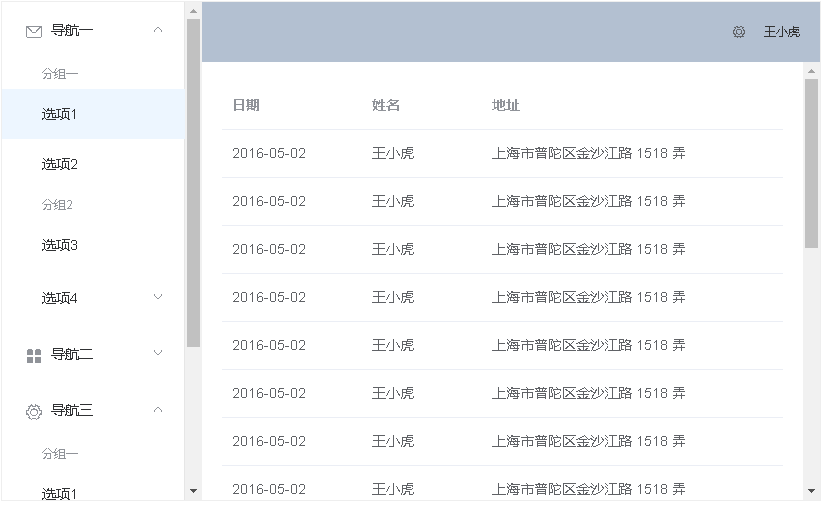 导航一
分组一
选项1
选项2
分组2
选项3
选项4
导航二
导航三
分组一
选项1
王小虎
日期 姓名 地址
2016-05-02 王小虎 上海市普陀区金沙江路 1518 弄
2016-05-02 王小虎 上海市普陀区金沙江路 1518 弄
2016-05-02 王小虎 上海市普陀区金沙江路 1518 弄
2016-05-02 王小虎 上海市普陀区金沙江路 1518 弄
2016-05-02 王小虎 上海市普陀区金沙江路 1518 弄
2016-05-02 王小虎 上海市普陀区金沙江路 1518 弄
2016-05-02 王小虎 上海市普陀区金沙江路 1518 弄
2016-05-02 王小虎 上海市普陀区金沙江路 1518 弄